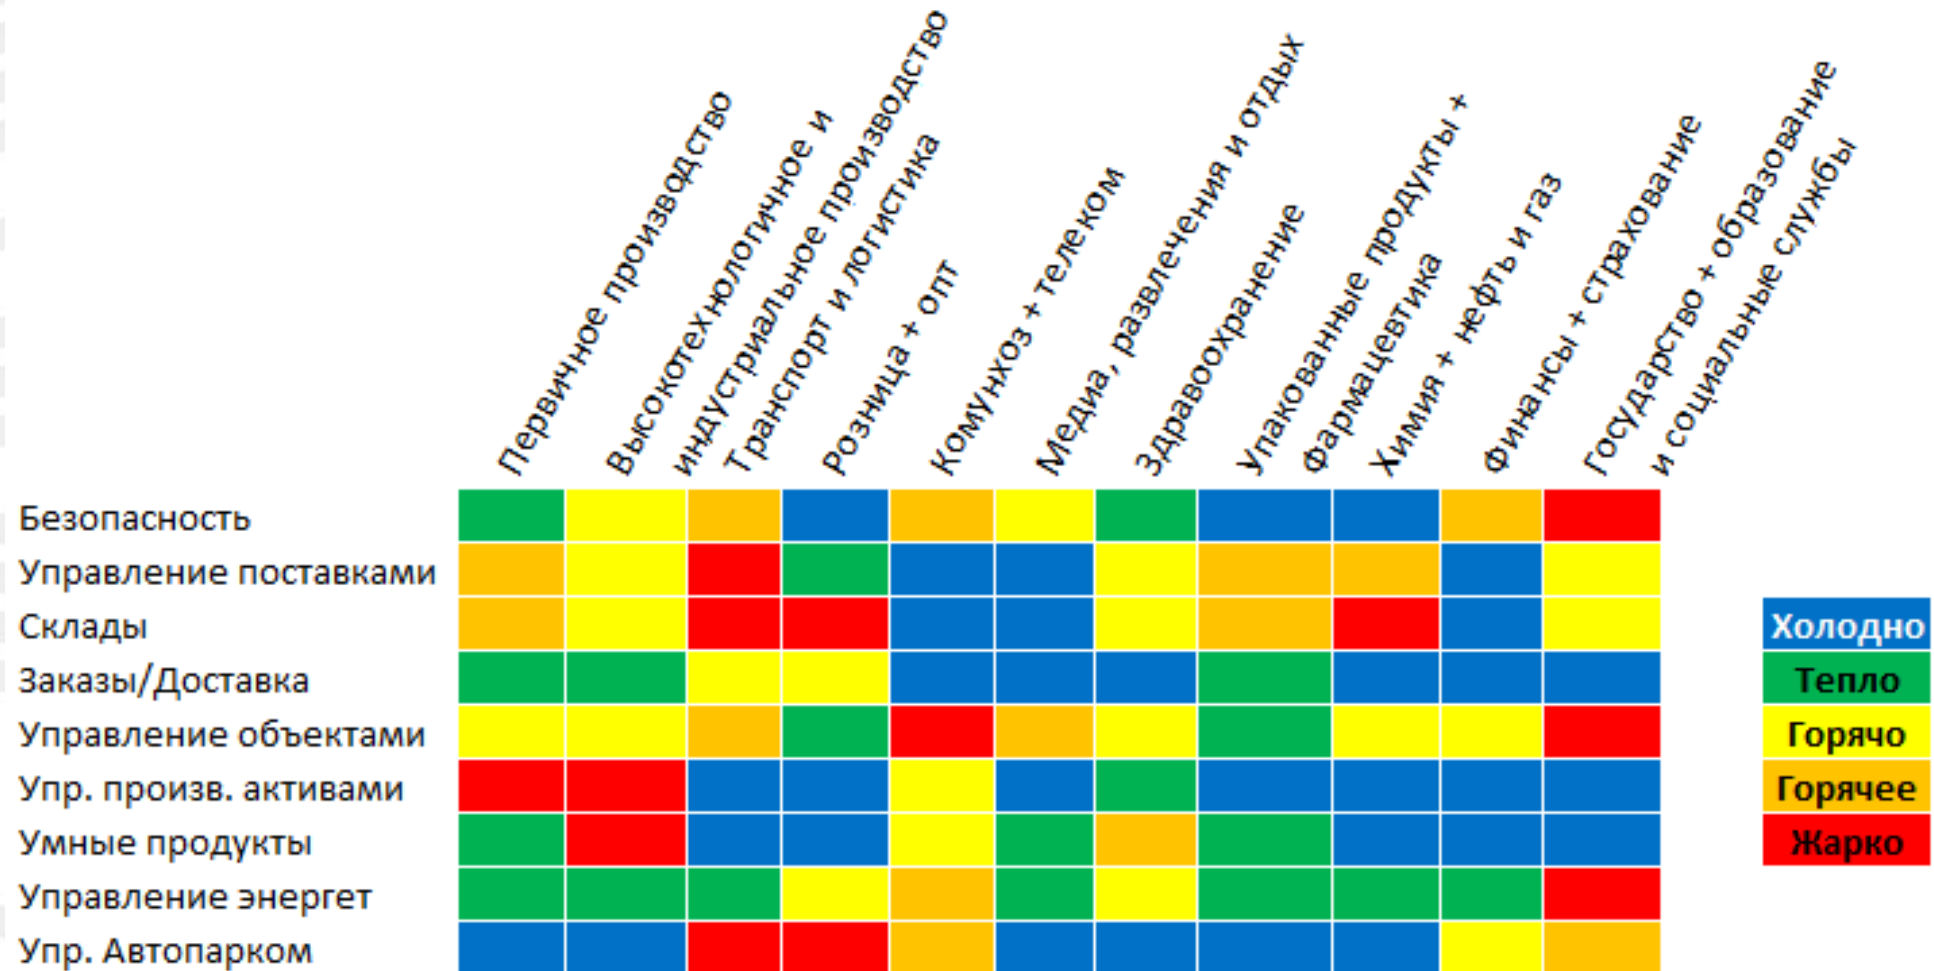 Первичное производство
Высокотехнологичное и
индустриальное производство
Транспорт и логистика
Розница + опт
Комунхоз + телеком
Медиа, развлечения и отдых
Здравоохранение
Упакованные продукты +
Фармацевтика
Химия + нефть и газ
Финансы + страхование
Государство + образование
и социальные службы
Безопасность
Управление поставками
Склады
Заказы/Доставка
Управление объектами
Упр. произв. активами
Умные продукты
Управление энергет
Упр. Автопарком
Холодно
Тепло
Горячо
Горячее
Жарко